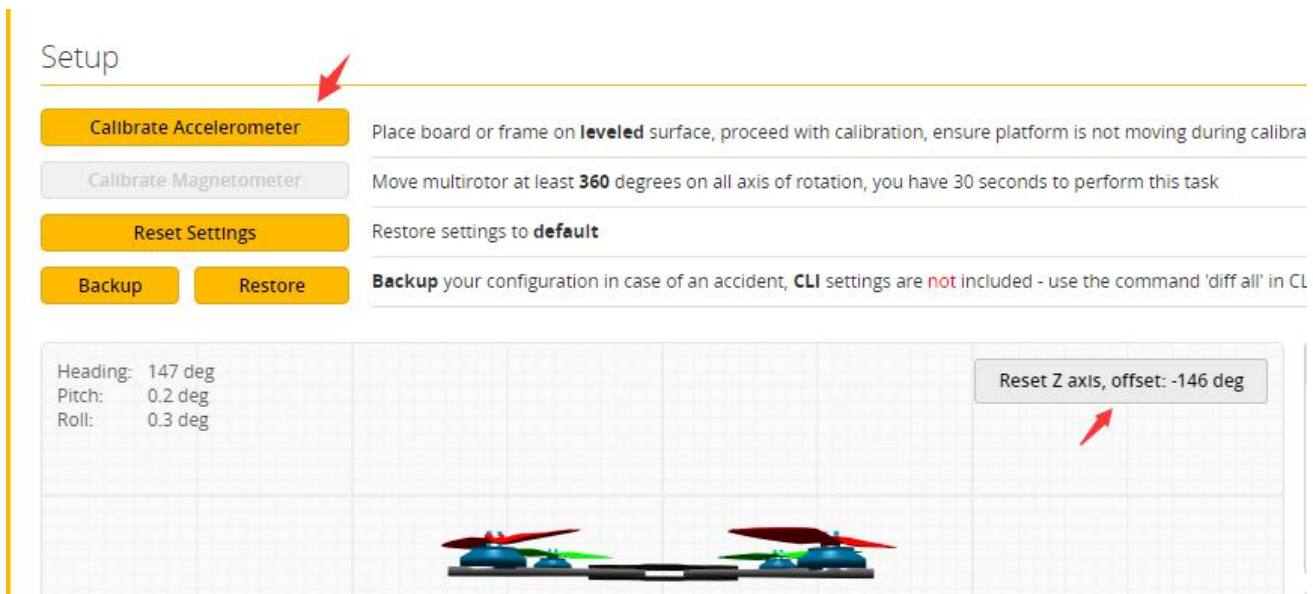 Setup
Calibrate Accelerometer
Place board or frame on leveled surface, proceed with calibration, ensure platform is not moving during calibra
Calibrate Magnetometer
Move multirotor at least 360 degrees on all axis of rotation, you have 30 seconds to perform this task
Reset Settings
Restore settings to default
Backup Restore
Backup your configuration in case of an accident, CLI settings are not included - use the command 'diff all' in CL
Heading: 147 deg
Pitch: 0.2 deg
Roll: 0.3 deg
Reset Z axis, offset: -146 deg